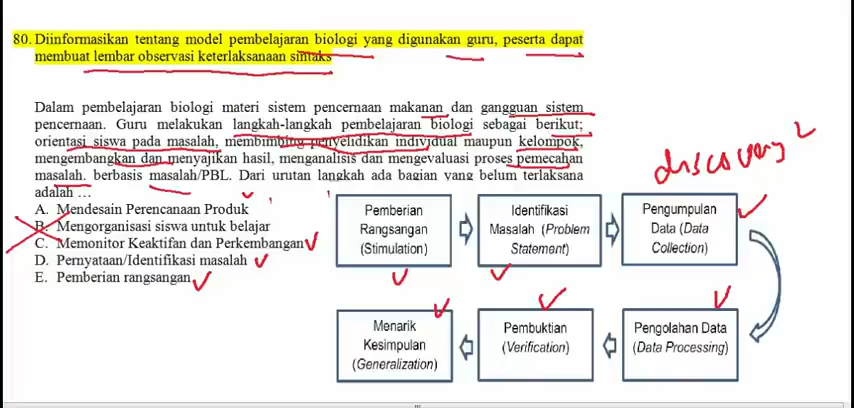 80. Diinformasikan tentang model pembelajaran biologi yang digunakan guru, peserta dapat
membuat lembar observasi keterlaksanaan sintaks
Dalam pembelajaran biologi materi sistem pencernaan makanan dan gangguan sistem
pencernaan. Guru melakukan langkah-langkah pembelajaran biologi sebagai berikut;
orientasi siswa pada masalah, membimbing penyelidikan individual maupun kelompok,
mengembangkan dan menyajikan hasil, menganalisis dan mengevaluasi proses pemecahan
masalah. berbasis masalah/PBL. Dari urutan langkah ada bagian yang belum terlaksana
adalah ...
A. Mendesain Perencanaan Produk
B. Mengorganisasi siswa untuk belajar
C. Memonitor Keaktifan dan Perkembangan
D. Pernyataan/Identifikasi masalah
E. Pemberian rangsangan
discovery
Pemberian
Rangsangan
(Stimulation)
Identifikasi
Masalah (Problem
Statement)
Pengumpulan
Data (Data
Collection)
Menarik
Kesimpulan
(Generalization)
Pembuktian
(Verification)
Pengolahan Data
(Data Processing)